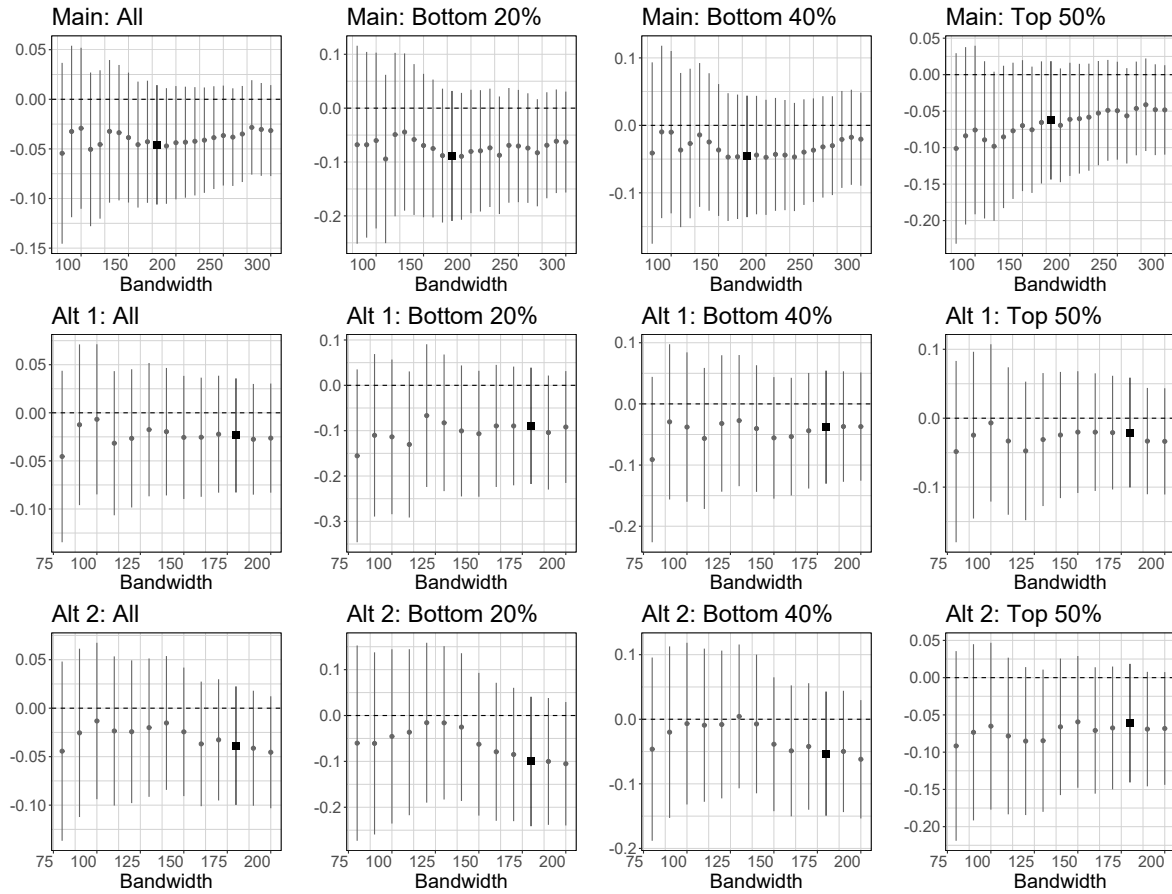 Main: All
0.05
0.00
-0.05
-0.10
-0.15
100 150 200 250 300
Bandwidth
Main: Bottom 20%
0.1
0.0
-0.1
-0.2
100 150 200 250 300
Bandwidth
Main: Bottom 40%
0.1
0.0
-0.1
100 150 200 250 300
Bandwidth
Main: Top 50%
0.05
0.00
-0.05
-0.10
-0.15
-0.20
100 150 200 250 300
Bandwidth
Alt 1: All
0.05
0.00
-0.05
-0.10
75 100 125 150 175 200
Bandwidth
Alt 1: Bottom 20%
0.1
0.0
-0.1
-0.2
-0.3
75 100 125 150 175 200
Bandwidth
Alt 1: Bottom 40%
0.1
0.0
-0.1
-0.2
75 100 125 150 175 200
Bandwidth
Alt 1: Top 50%
0.1
0.0
-0.1
75 100 125 150 175 200
Bandwidth
Alt 2: All
0.05
0.00
-0.05
-0.10
75 100 125 150 175 200
Bandwidth
Alt 2: Bottom 20%
0.1
0.0
-0.1
-0.2
75 100 125 150 175 200
Bandwidth
Alt 2: Bottom 40%
0.1
0.0
-0.1
-0.2
75 100 125 150 175 200
Bandwidth
Alt 2: Top 50%
0.05
0.00
-0.05
-0.10
-0.15
-0.20
75 100 125 150 175 200
Bandwidth